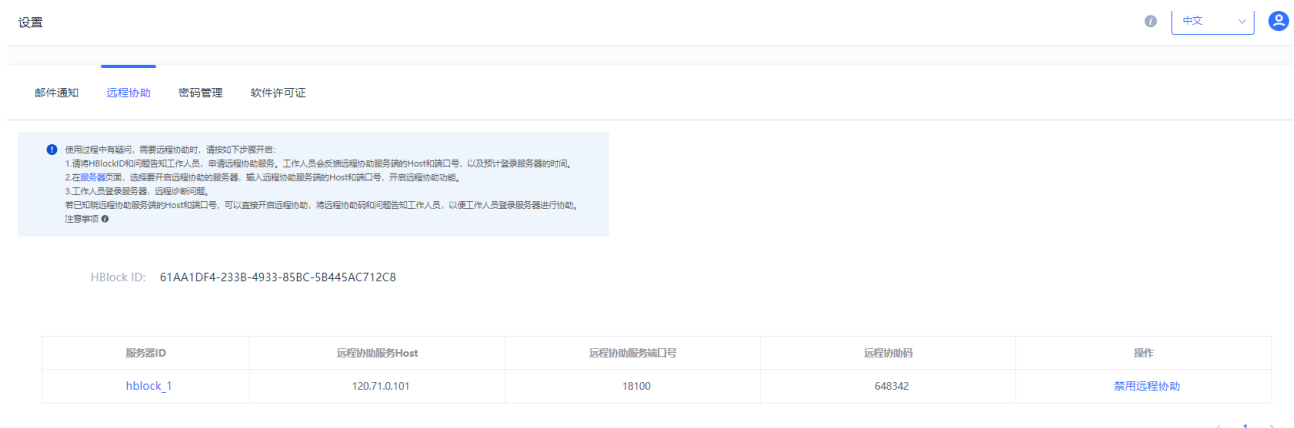 设置
中文
邮件通知 远程协助 密码管理 软件许可证
使用过程中有疑问，需要远程协助时，请按如下步骤开启：
1.请将HBlockID和问题告知工作人员，申请远程协助服务。工作人员会反馈远程协助服务端的Host和端口号，以及预计登录服务器的时间。
2.在服务器页面，选择要开启远程协助的服务器，输入远程协助服务端的Host和端口号，开启远程协助功能。
3.工作人员登录服务器，远程诊断问题。
若已知晓远程协助服务端的Host和端口号，可以直接开启远程协助，将远程协助码和问题告知工作人员，以便工作人员登录服务器进行协助。
注意事项
HBlock ID: 61AA1DF4-233B-4933-85BC-5B445AC712C8
服务器ID 远程协助服务Host 远程协助服务端口号 远程协助码 操作
hblock_1 120.71.0.101 18100 648342 禁用远程协助
1